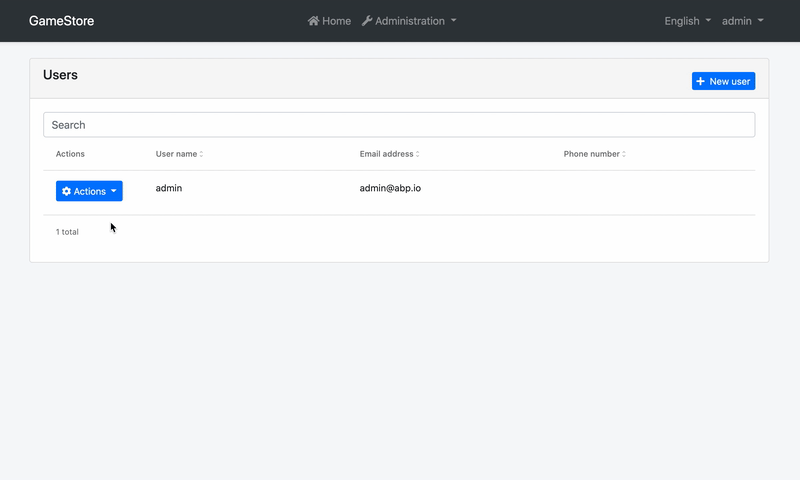 GameStore Home Administration English admin
Users
New user
Search
Actions User name Email address Phone number
Actions admin admin@abp.io
1 total